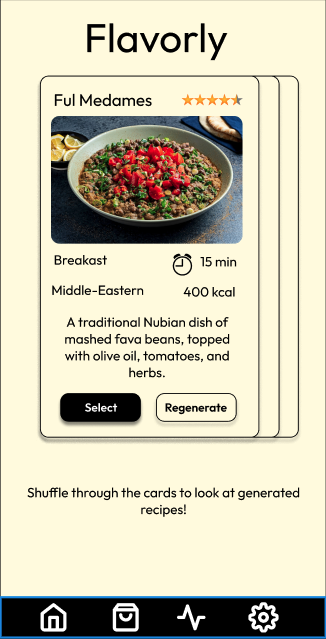 Flavorly
Ful Medames
Breakast
15 min
Middle-Eastern
400 kcal
A traditional Nubian dish of
mashed fava beans, topped
with olive oil, tomatoes, and
herbs.
Select
Regenerate
Shuffle through the cards to look at generated
recipes!